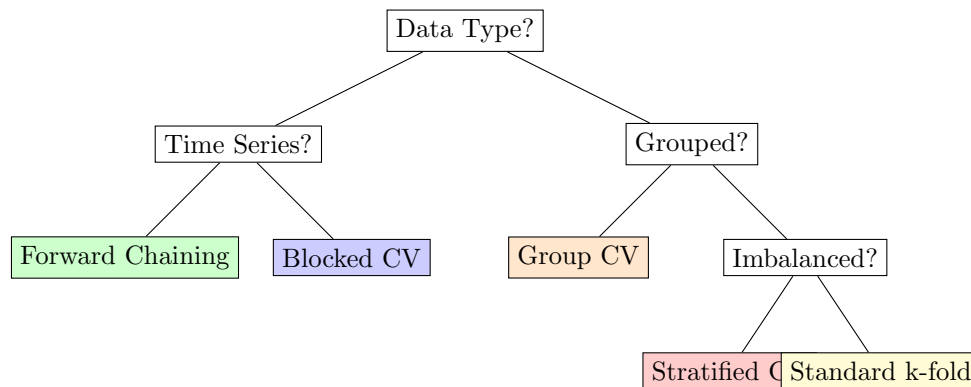 Data Type?
Time Series?
Grouped?
Forward Chaining
Blocked CV
Group CV
Imbalanced?
Stratified
Standard k-fold